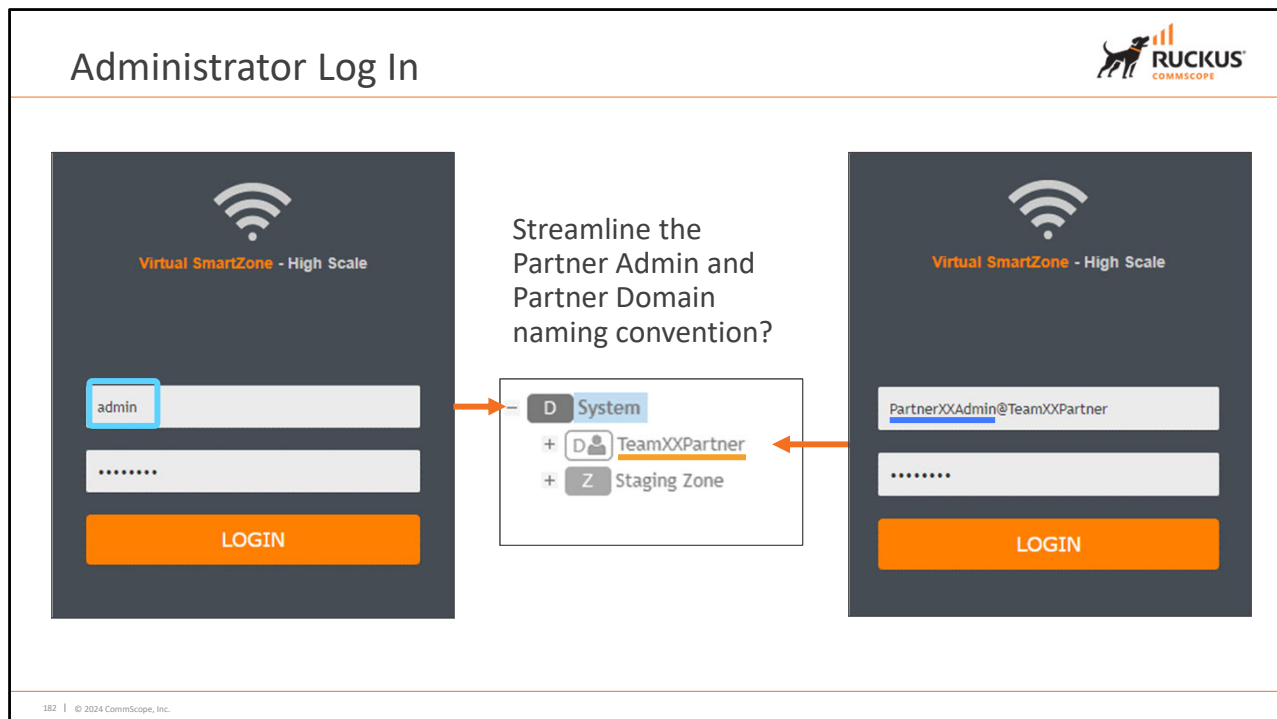 Administrator Log In
RUCKUS®
COMMSCOPE
Virtual SmartZone - High Scale
admin
••••••••
LOGIN
Streamline the
Partner Admin and
Partner Domain
naming convention?
− D System
+ D TeamXXPartner
+ Z Staging Zone
Virtual SmartZone - High Scale
PartnerXXAdmin@TeamXXPartner
••••••••
LOGIN
182 | © 2024 CommScope, Inc.